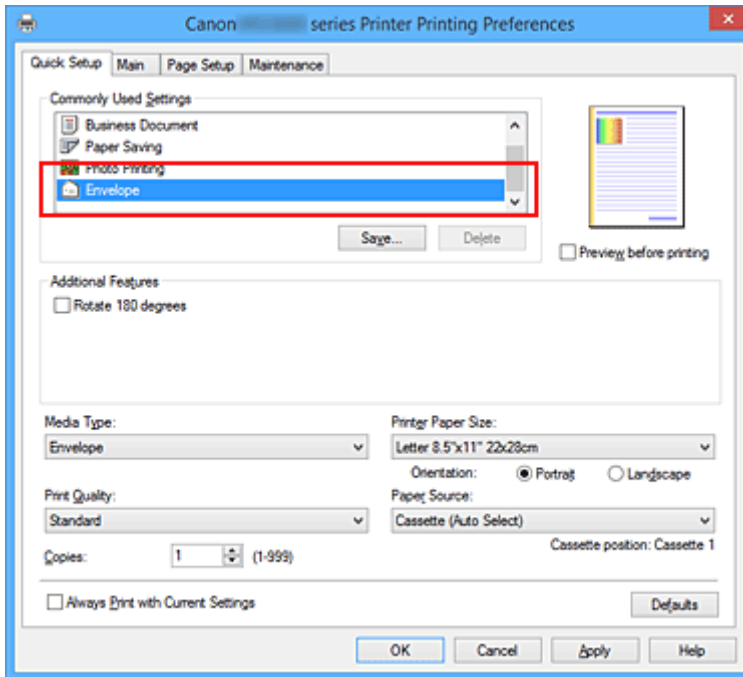 Canon series Printer Printing Preferences
Quick Setup Main Page Setup Maintenance
Commonly Used Settings
Business Document
Paper Saving
Photo Printing
Envelope
Save... Delete
Preview before printing
Additional Features
Rotate 180 degrees
Media Type:
Envelope
Printer Paper Size:
Letter 8.5"x11" 22x28cm
Orientation: Portrait Landscape
Print Quality:
Standard
Paper Source:
Cassette (Auto Select)
Cassette position: Cassette 1
Copies: 1 (1-999)
Always Print with Current Settings
Defaults
OK Cancel Apply Help